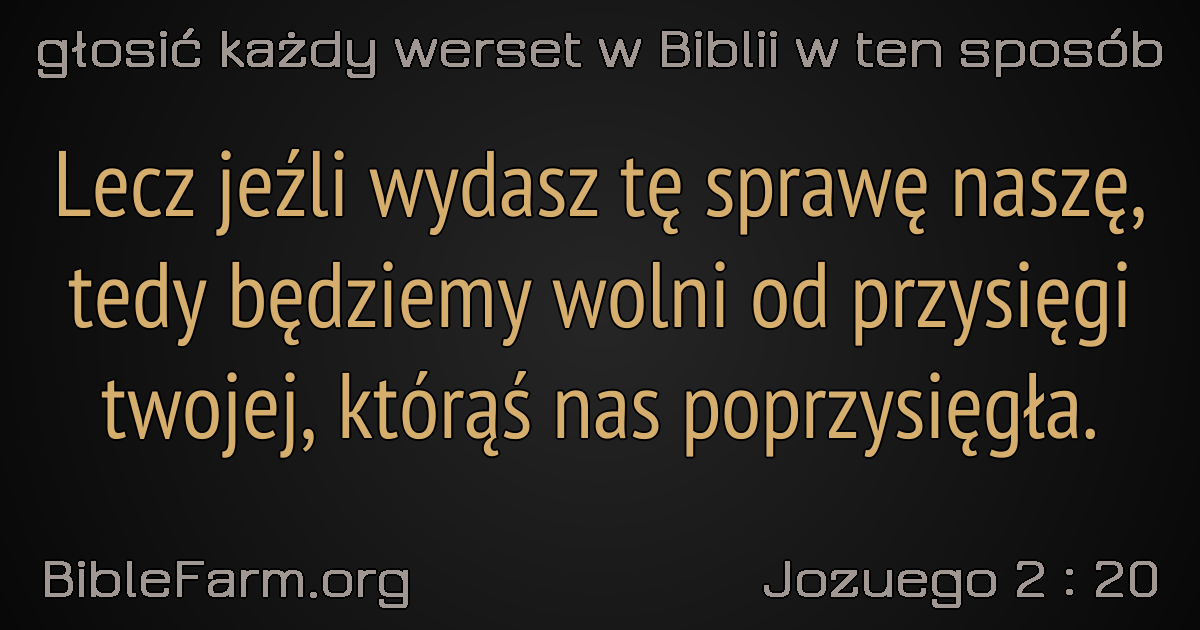 głosić każdy werset w Biblii w ten sposób
Lecz jeźli wydasz tę sprawę naszę,
tedy będziemy wolni od przysięgi
twojej, którąś nas poprzysięgła.
BibleFarm.org
Jozuego 2 : 20